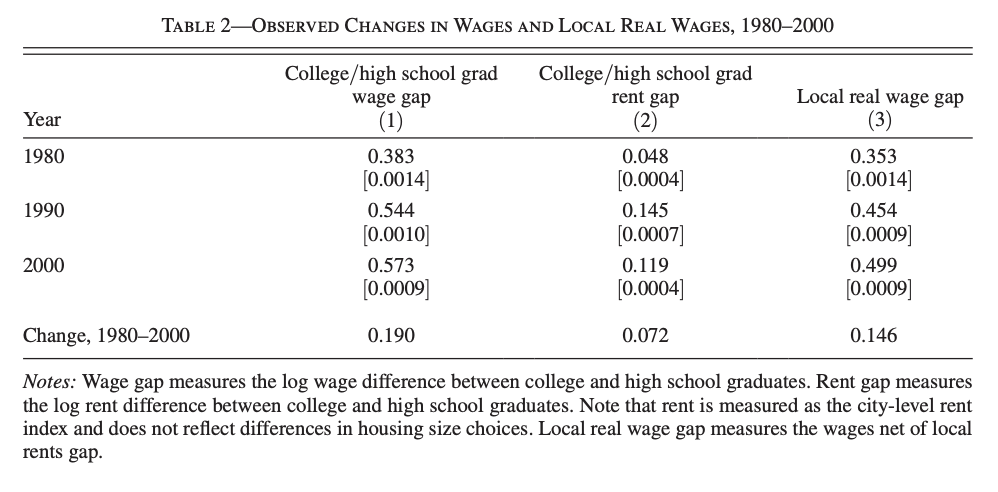 TABLE 2—OBSERVED CHANGES IN WAGES AND LOCAL REAL WAGES, 1980–2000
College/high school grad College/high school grad
wage gap rent gap Local real wage gap
Year (1) (2) (3)
1980 0.383 0.048 0.353
[0.0014] [0.0004] [0.0014]
1990 0.544 0.145 0.454
[0.0010] [0.0007] [0.0009]
2000 0.573 0.119 0.499
[0.0009] [0.0004] [0.0009]
Change, 1980–2000 0.190 0.072 0.146
Notes: Wage gap measures the log wage difference between college and high school graduates. Rent gap measures
the log rent difference between college and high school graduates. Note that rent is measured as the city-level rent
index and does not reflect differences in housing size choices. Local real wage gap measures the wages net of local
rents gap.